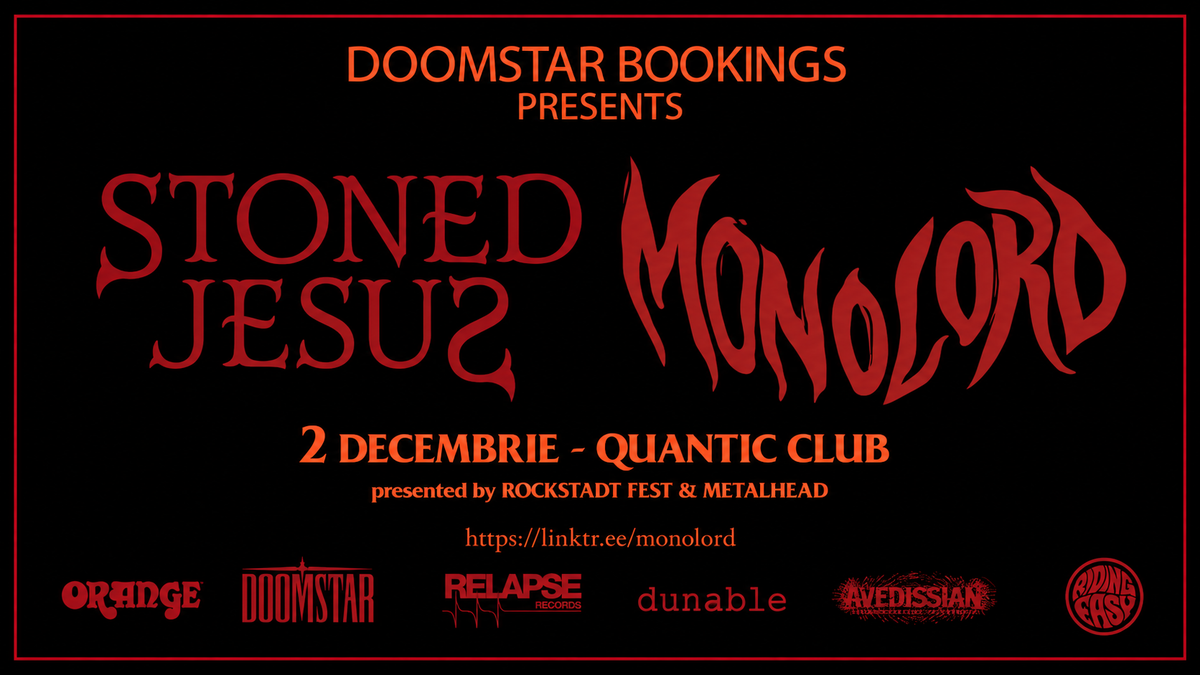 DOOMSTAR BOOKINGS
PRESENTS
STONED
JESUS
MONOLORD
2 DECEMBRIE - QUANTIC CLUB
presented by ROCKSTADT FEST & METALHEAD
https://linktr.ee/monolord
ORANGE
DOOMSTAR
RELAPSE
RECORDS
dunable
AVEDISSIAN
RIDING
EASY